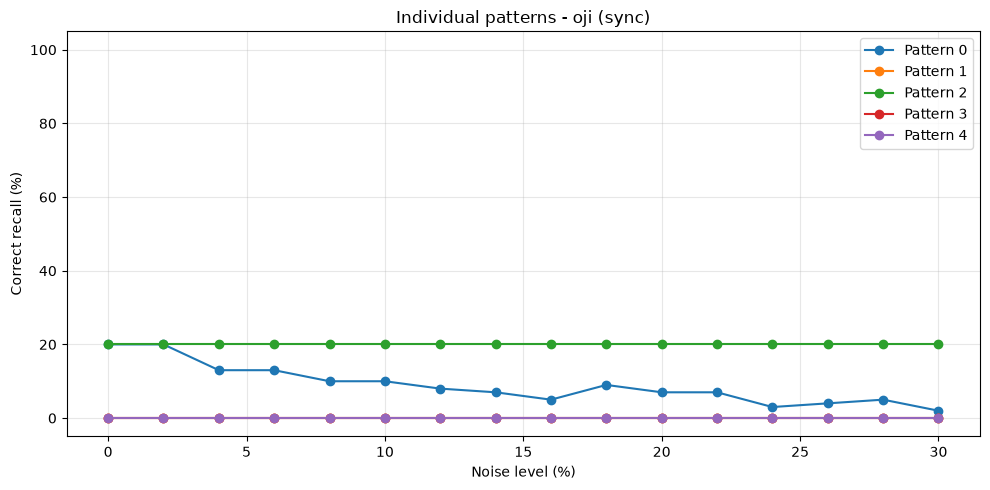 Individual patterns - oji (sync)
Correct recall (%)
100
80
60
40
20
0
Pattern 0
Pattern 1
Pattern 2
Pattern 3
Pattern 4
0 5 10 15 20 25 30
Noise level (%)